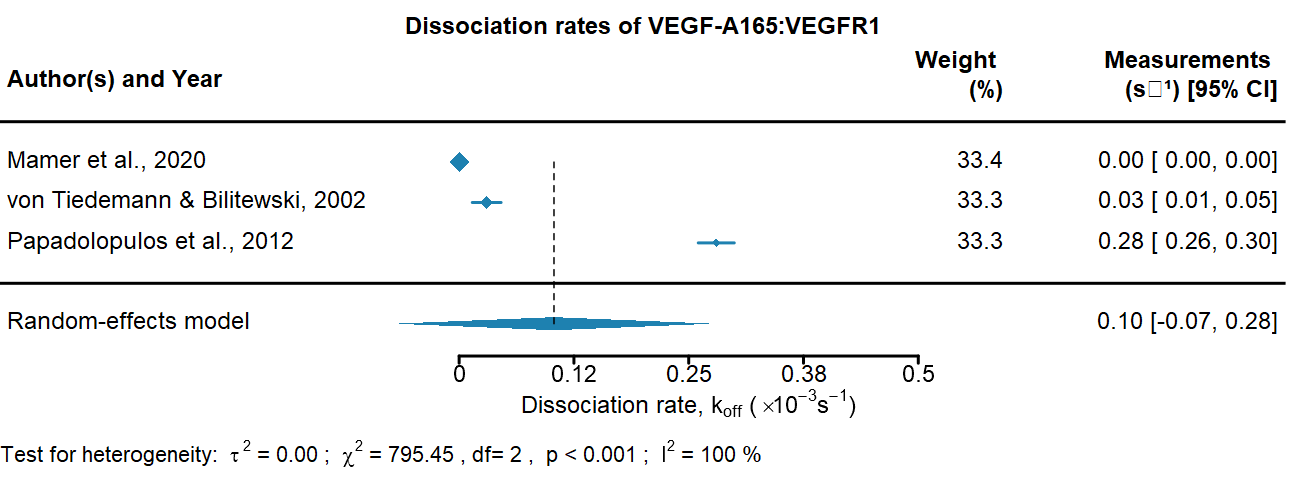 Dissociation rates of VEGF-A165:VEGFR1
Author(s) and Year Weight (%) Measurements (s□¹) [95% CI]
Mamer et al., 2020 33.4 0.00 [ 0.00, 0.00]
von Tiedemann & Bilitewski, 2002 33.3 0.03 [ 0.01, 0.05]
Papadolopulos et al., 2012 33.3 0.28 [ 0.26, 0.30]
Random-effects model 0.10 [-0.07, 0.28]
0 0.12 0.25 0.38 0.5
Dissociation rate, k_off ( ×10⁻³s⁻¹)
Test for heterogeneity: τ² = 0.00 ; χ² = 795.45 , df= 2 , p < 0.001 ; I² = 100 %